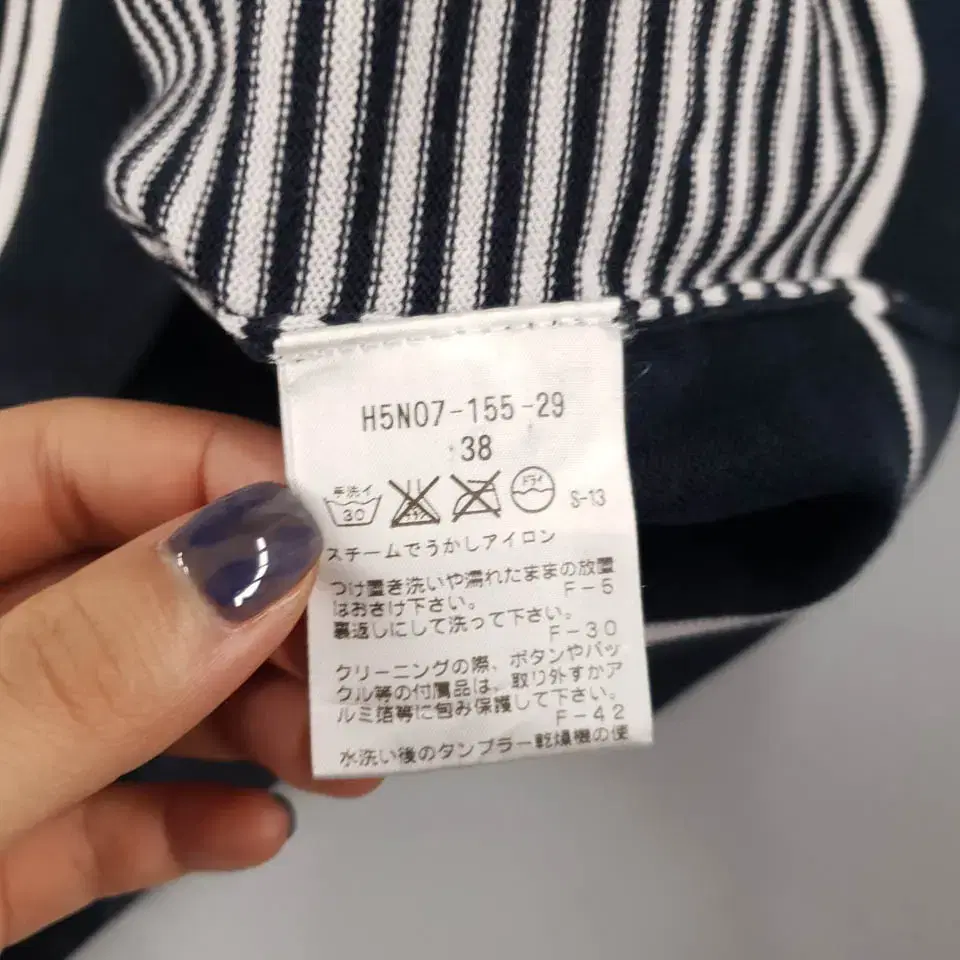 H5N07-155-29
38
手洗イ
30
ドライ
S-13
スチームでうかしアイロン
つけ置き洗いや濡れたままの放置
はおさけ下さい。 F-5
裏返しにして洗って下さい。
F-30
クリーニングの際、ボタンやバッ
クル等の付属品は、取り外すかア
ルミ箔等に包み保護して下さい。
F-42
水洗い後のタンブラー乾燥機の使